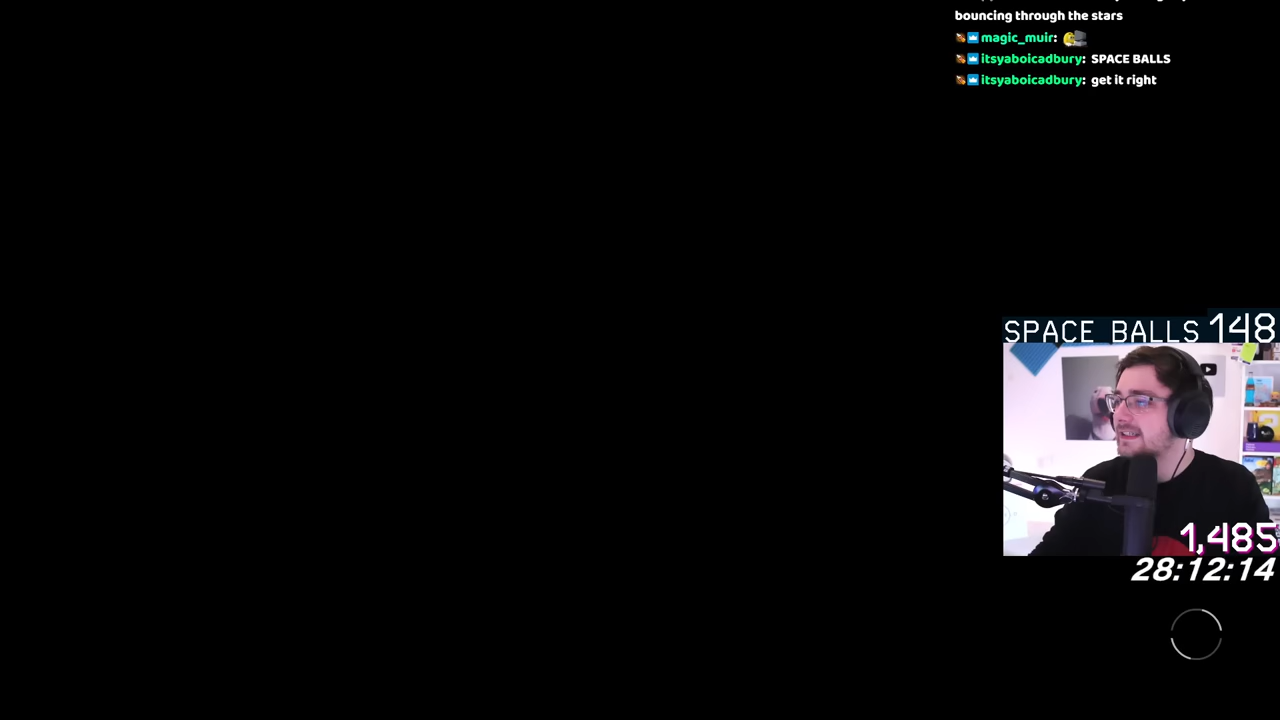 bouncing through the stars
magic_muir:
itsyaboicadbury: SPACE BALLS
itsyaboicadbury: get it right
SPACE BALLS 148
1,485
28:12:14